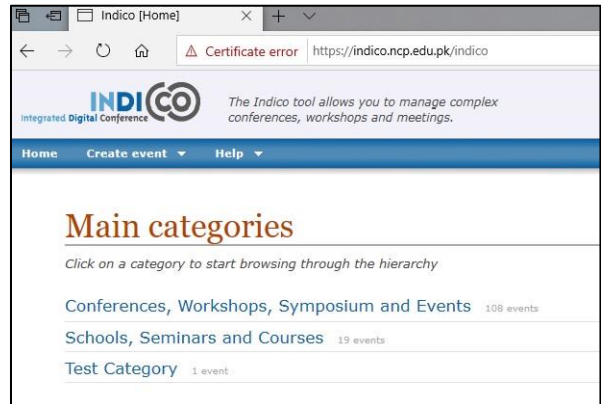 Indico [Home]
Certificate error https://indico.ncp.edu.pk/indico
INDICO
Integrated Digital Conference
The Indico tool allows you to manage complex
conferences, workshops and meetings.
Home Create event Help
Main categories
Click on a category to start browsing through the hierarchy
Conferences, Workshops, Symposium and Events 108 events
Schools, Seminars and Courses 19 events
Test Category 1 event